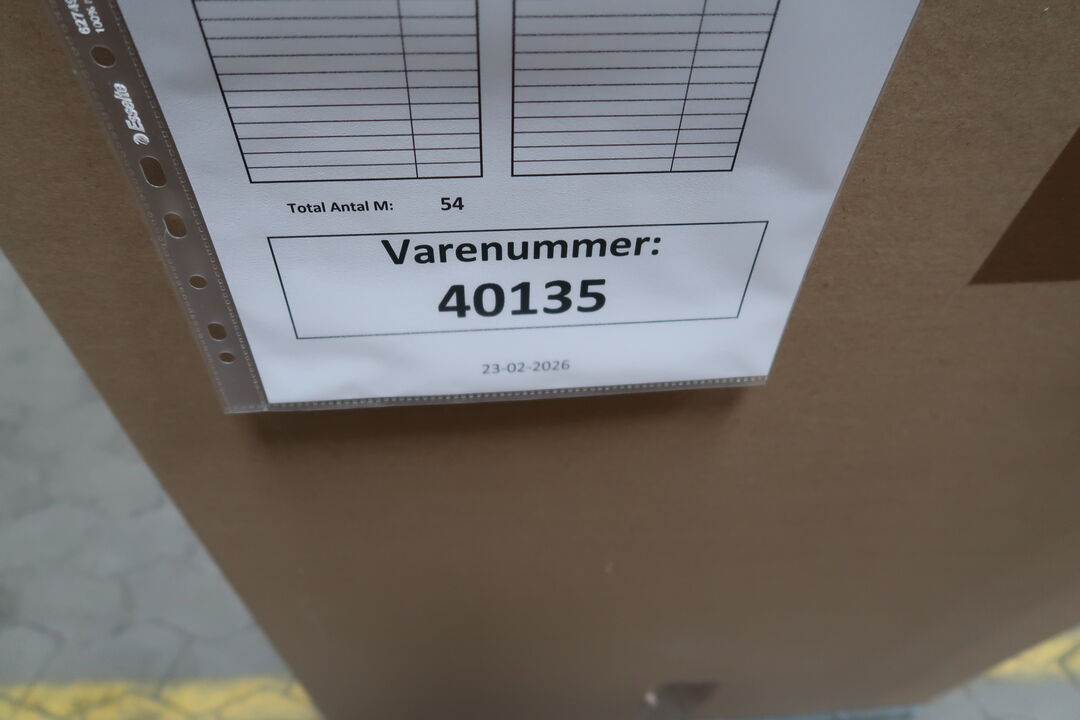 Esselte
Total Antal M: 54
Varenummer:
40135
23-02-2026